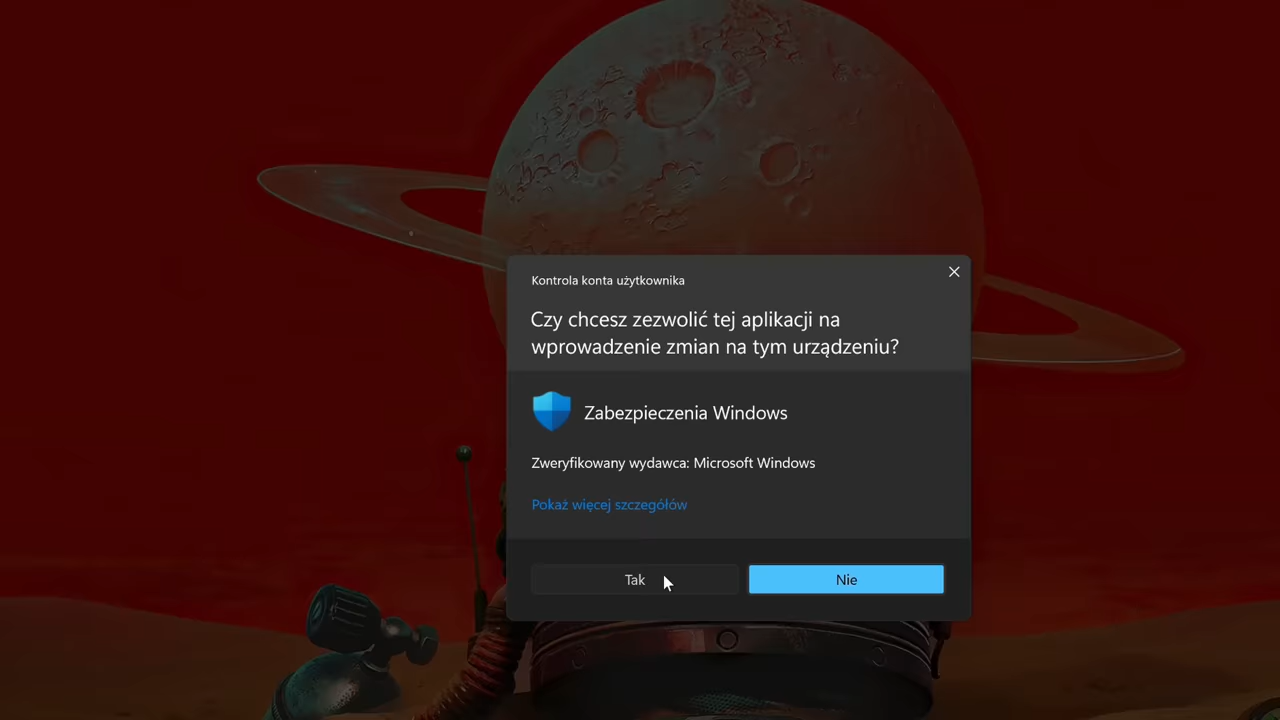 Kontrola konta użytkownika
Czy chcesz zezwolić tej aplikacji na
wprowadzenie zmian na tym urządzeniu?
Zabezpieczenia Windows
Zweryfikowany wydawca: Microsoft Windows
Pokaż więcej szczegółów
Tak
Nie